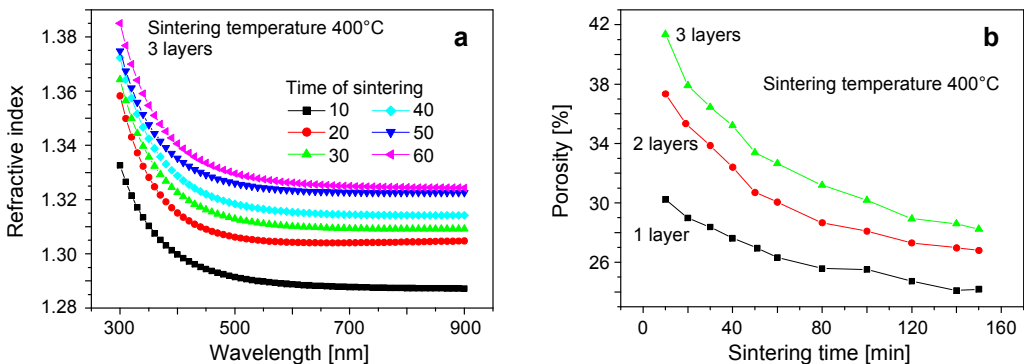 Sintering temperature 400°C
3 layers
a
Time of sintering
10
40
20
50
30
60
Refractive index
1.38
1.36
1.34
1.32
1.30
1.28
300
500
700
900
Wavelength [nm]
b
3 layers
Sintering temperature 400°C
2 layers
1 layer
Porosity [%]
42
38
34
30
26
0
40
80
120
160
Sintering time [min]